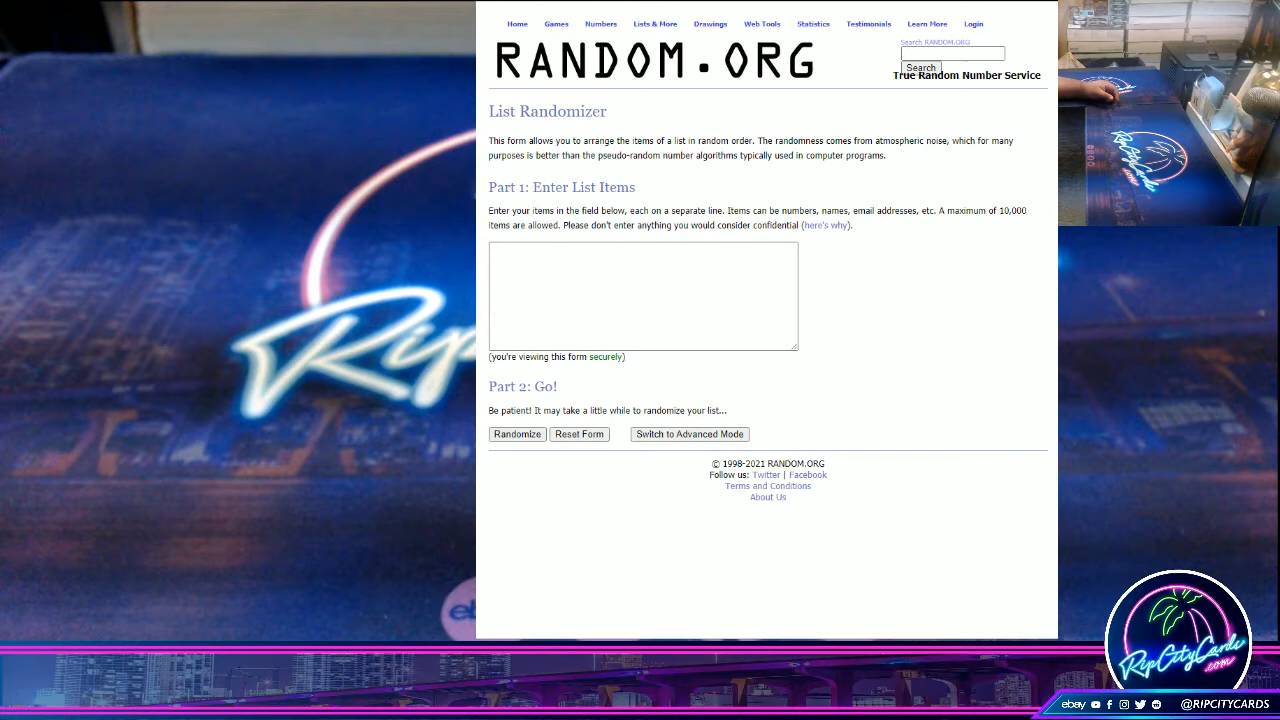 Home Games Numbers Lists & More Drawings Web Tools Statistics Testimonials Learn More Login
RANDOM.ORG
Search RANDOM.ORG
Search
True Random Number Service
List Randomizer
This form allows you to arrange the items of a list in random order. The randomness comes from atmospheric noise, which for many
purposes is better than the pseudo-random number algorithms typically used in computer programs.
Part 1: Enter List Items
Enter your items in the field below, each on a separate line. Items can be numbers, names, email addresses, etc. A maximum of 10,000
items are allowed. Please don't enter anything you would consider confidential (here's why).
(you're viewing this form securely)
Part 2: Go!
Be patient! It may take a little while to randomize your list...
Randomize Reset Form Switch to Advanced Mode
© 1998-2021 RANDOM.ORG
Follow us: Twitter | Facebook
Terms and Conditions
About Us
RipCityCards
.com
Rip
eb
RipCityCards
.com
ebay @RIPCITYCARDS